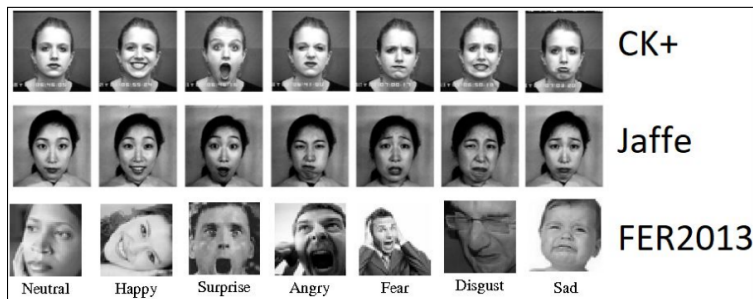 CK+
Jaffe
FER2013
Neutral Happy Surprise Angry Fear Disgust Sad